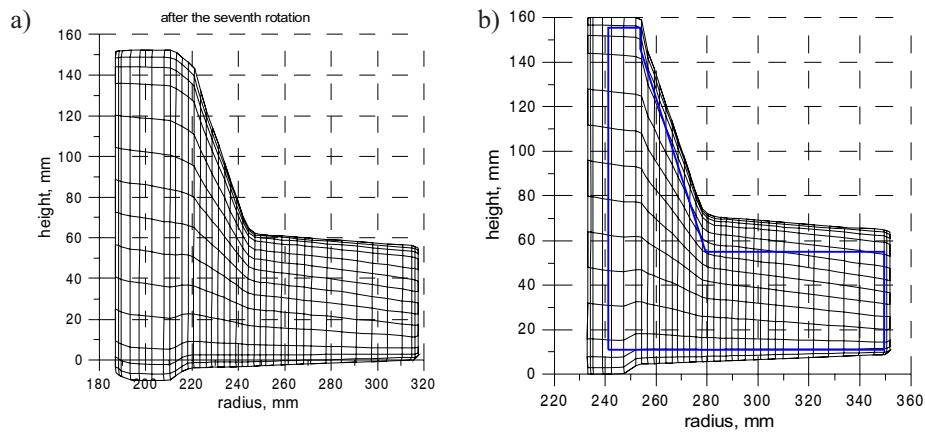 a)
after the seventh rotation
160
140
120
100
80
60
40
20
0
height, mm
180 200 220 240 260 280 300 320
radius, mm
b)
160
140
120
100
80
60
40
20
0
height, mm
220 240 260 280 300 320 340 360
radius, mm